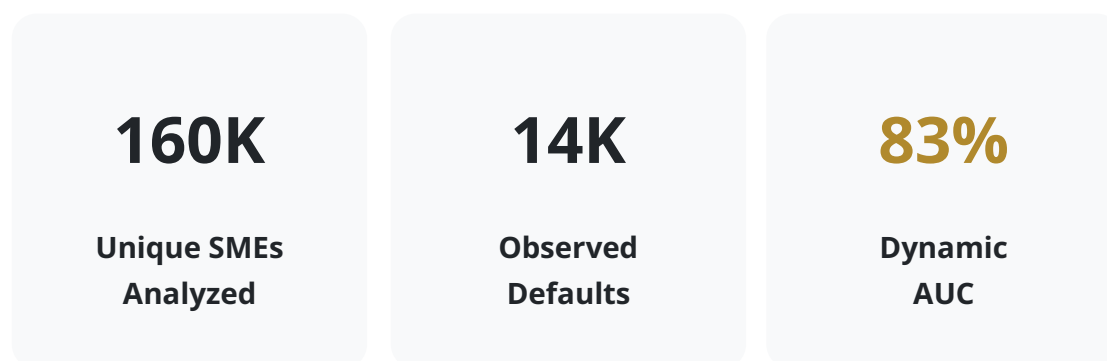 160K
Unique SMEs
Analyzed
14K
Observed
Defaults
83%
Dynamic
AUC